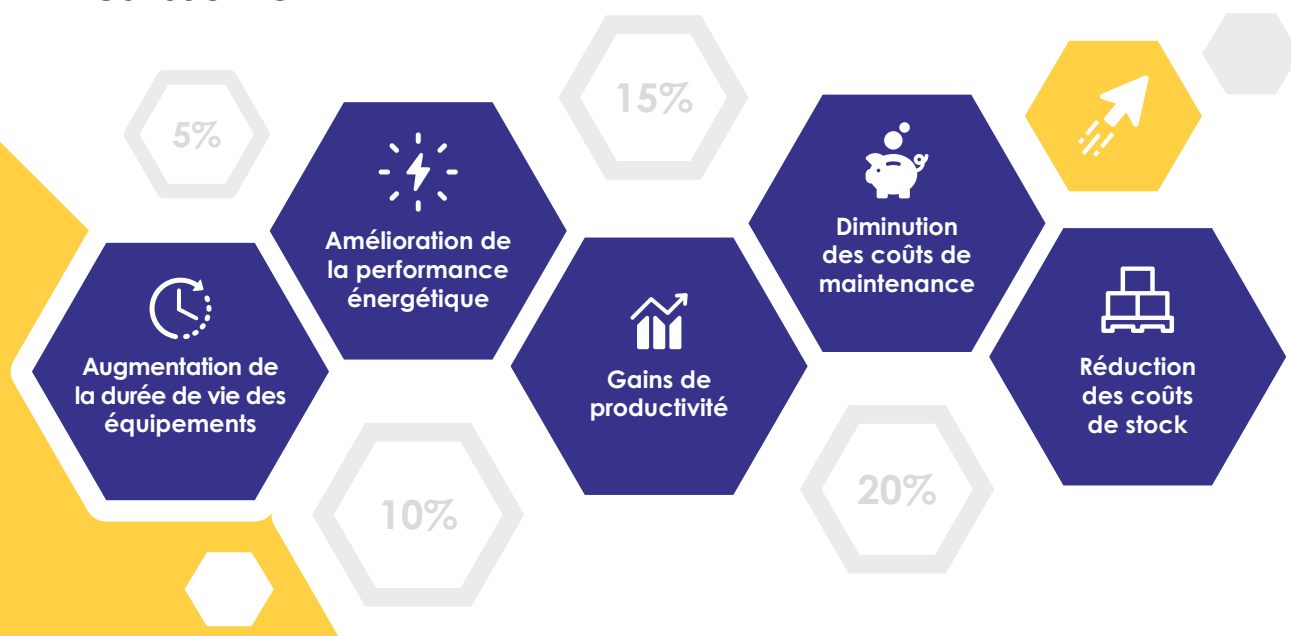 5%
15%
Amélioration de
la performance
énergétique
Diminution
des coûts de
maintenance
Augmentation de
la durée de vie des
équipements
Gains de
productivité
Réduction
des coûts
de stock
10%
20%